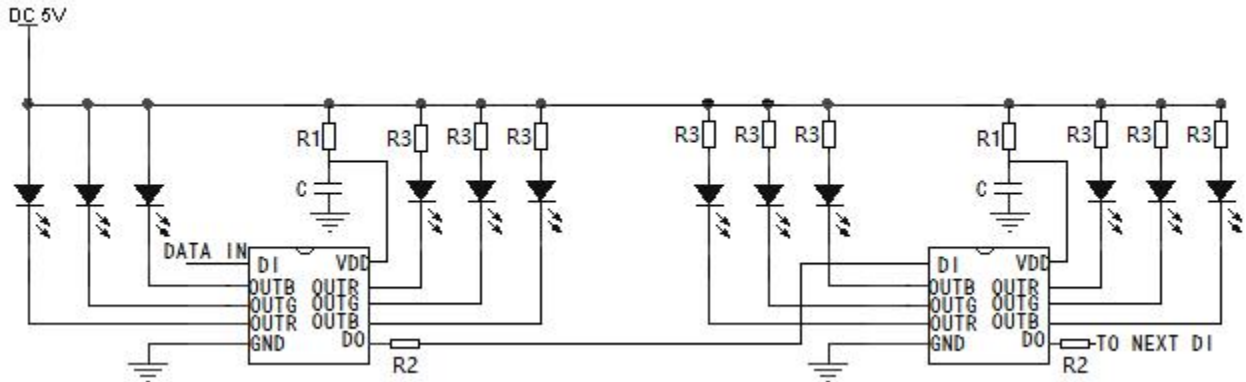 DC 5V
R1 R3 R3 R3 R3 R3 R3 R1 R3 R3 R3
C C
DATA IN
DI VDD DI VDD
OUTB OUTR OUTB OUTR
OUTG OUTG OUTG OUTG
OUTR OUTB OUTR OUTB
GND DO GND DO TO NEXT DI
R2 R2